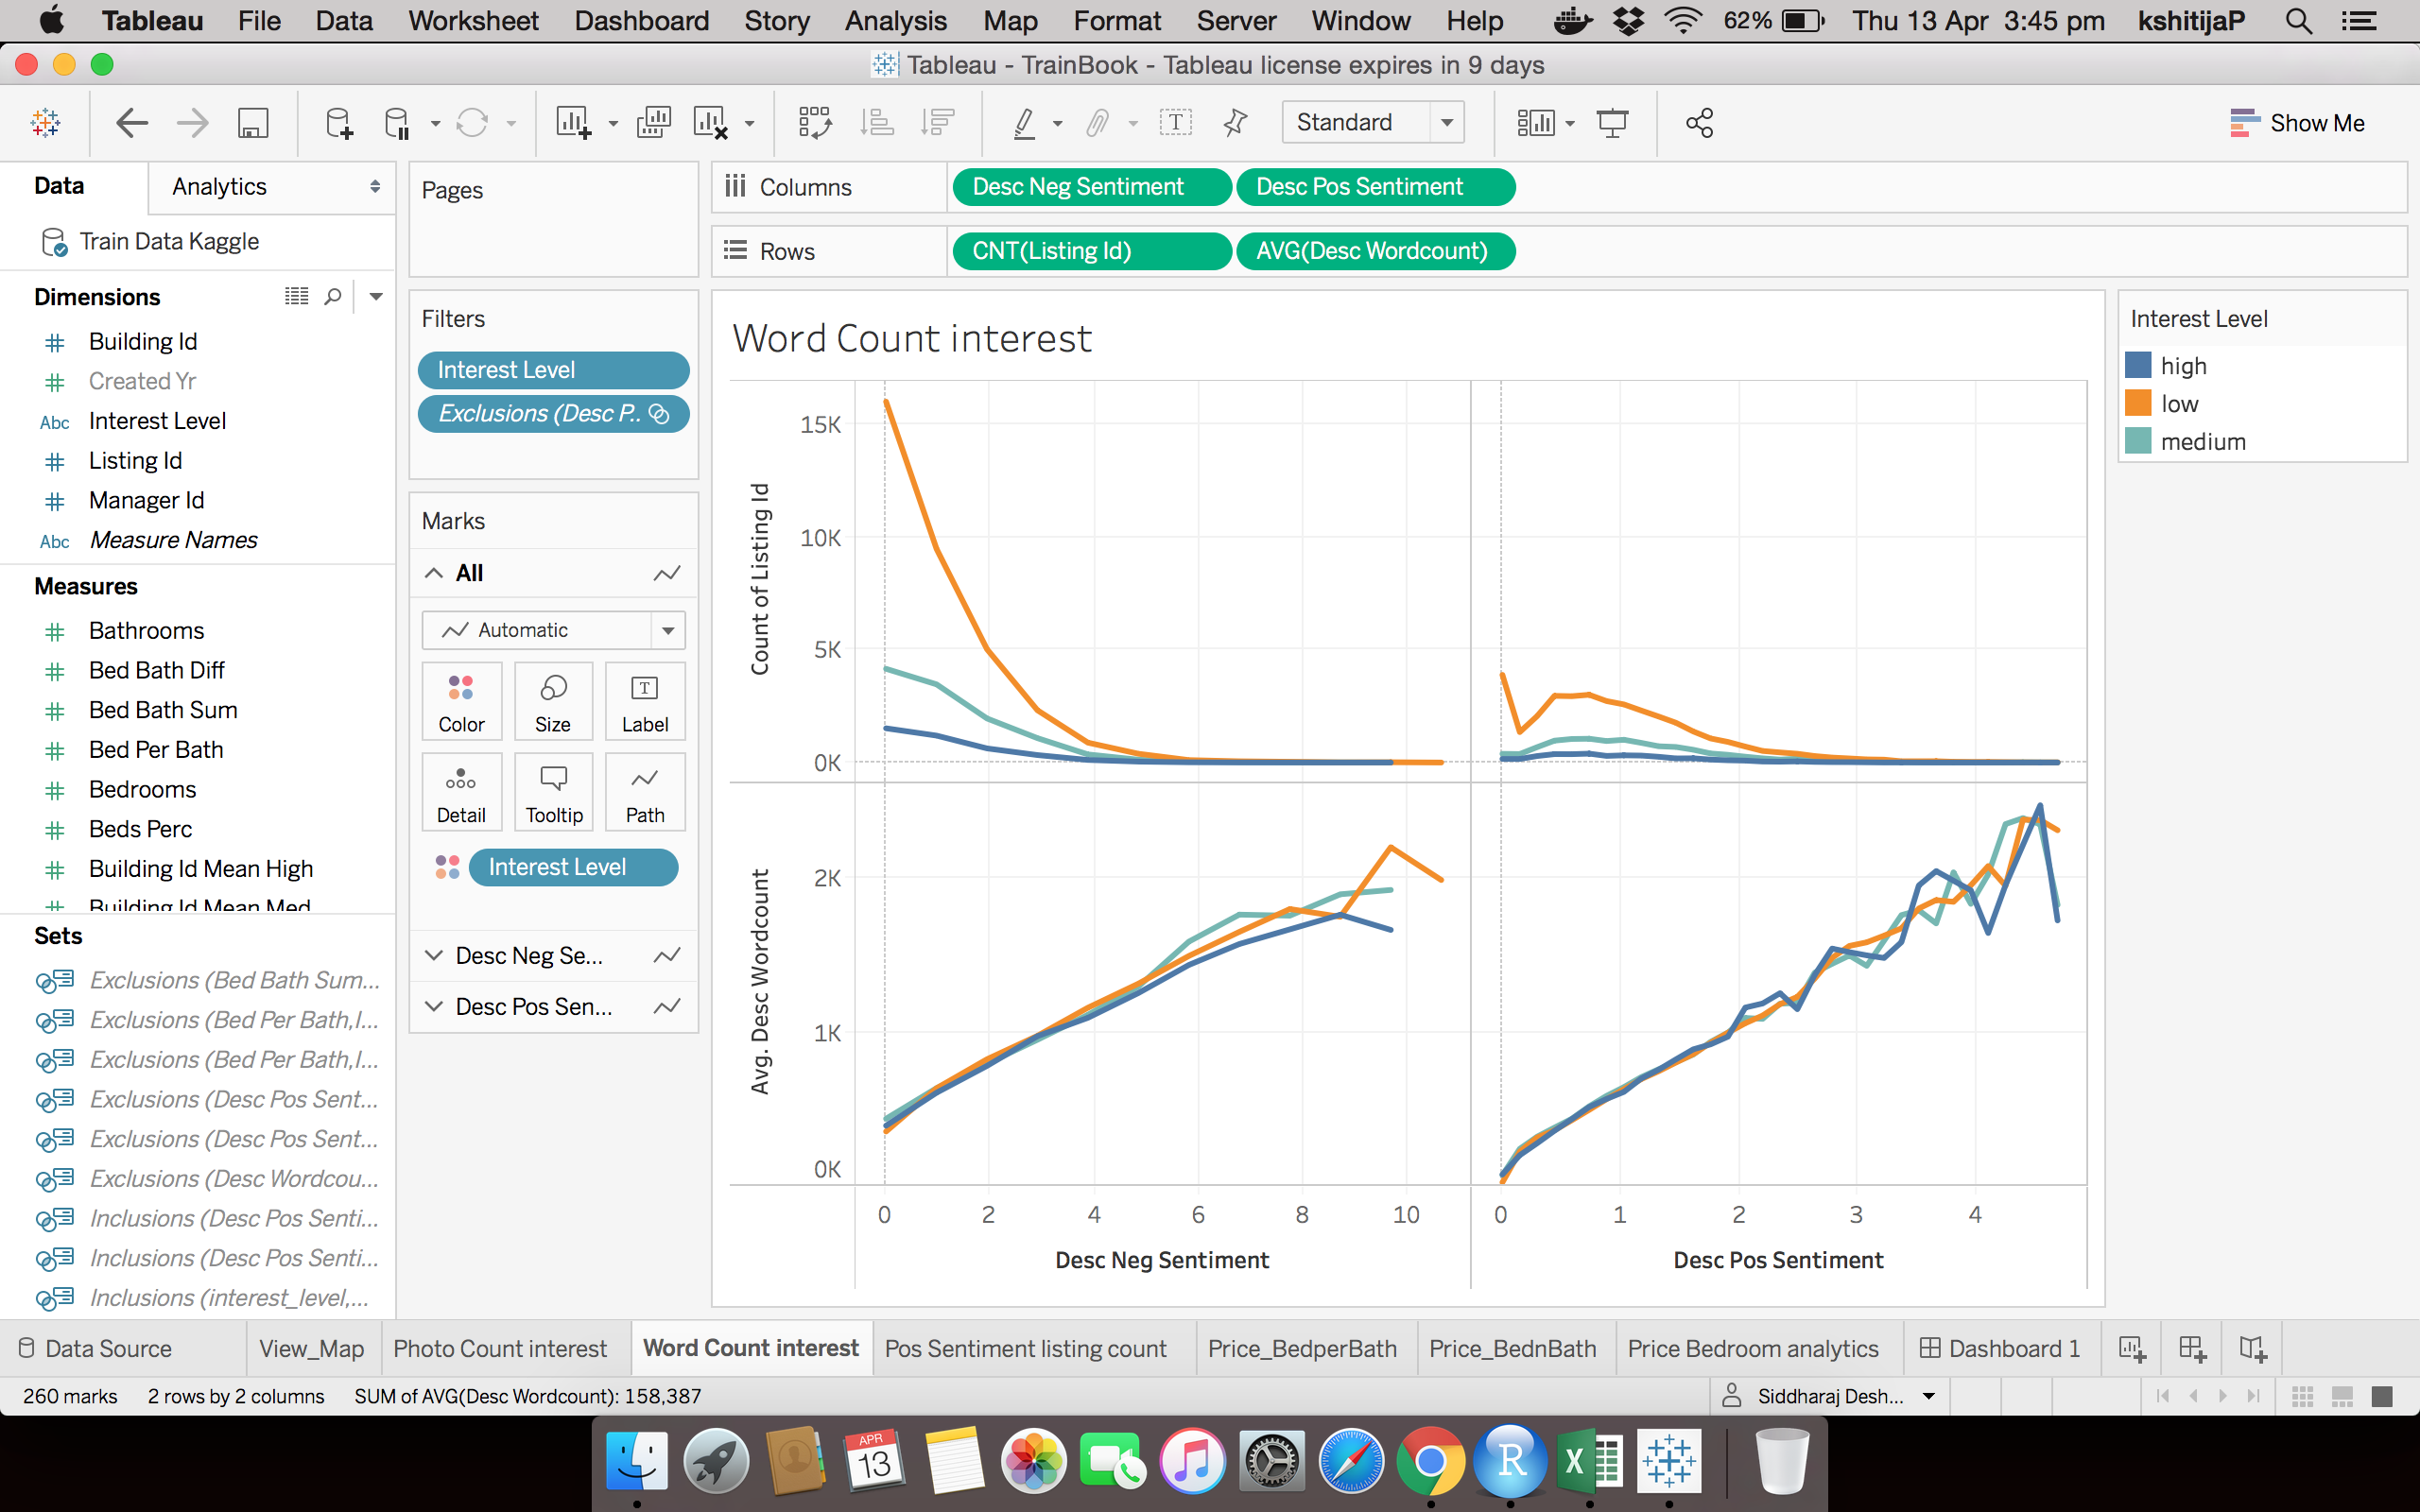 Tableau File Data Worksheet Dashboard Story Analysis Map Format Server Window Help 62% Thu 13 Apr 3:45 pm kshitijaP
Tableau - TrainBook - Tableau license expires in 9 days
Standard Show Me
Data Analytics
Train Data Kaggle
Dimensions
Building Id
Created Yr
Abc Interest Level
Listing Id
Manager Id
Abc Measure Names
Measures
Bathrooms
Bed Bath Diff
Bed Bath Sum
Bed Per Bath
Bedrooms
Beds Perc
Building Id Mean High
Building Id Mean Med
Sets
Exclusions (Bed Bath Sum...
Exclusions (Bed Per Bath,I...
Exclusions (Bed Per Bath,I...
Exclusions (Desc Pos Sent...
Exclusions (Desc Pos Sent...
Exclusions (Desc Wordcou...
Inclusions (Desc Pos Senti...
Inclusions (Desc Pos Senti...
Inclusions (interest_level,...
Pages
Filters
Interest Level
Exclusions (Desc P..
Marks
All
Automatic
Color Size Label
Detail Tooltip Path
Interest Level
Desc Neg Se...
Desc Pos Sen...
Columns Desc Neg Sentiment Desc Pos Sentiment
Rows CNT(Listing Id) AVG(Desc Wordcount)
Word Count interest
Count of Listing Id
15K
10K
5K
0K
Avg. Desc Wordcount
2K
1K
0K
0 2 4 6 8 10 0 1 2 3 4
Desc Neg Sentiment Desc Pos Sentiment
Interest Level
high
low
medium
Data Source View_Map Photo Count interest Word Count interest Pos Sentiment listing count Price_BedperBath Price_BednBath Price Bedroom analytics Dashboard 1
260 marks 2 rows by 2 columns SUM of AVG(Desc Wordcount): 158,387 Siddharaj Desh...
APR
13
R
X